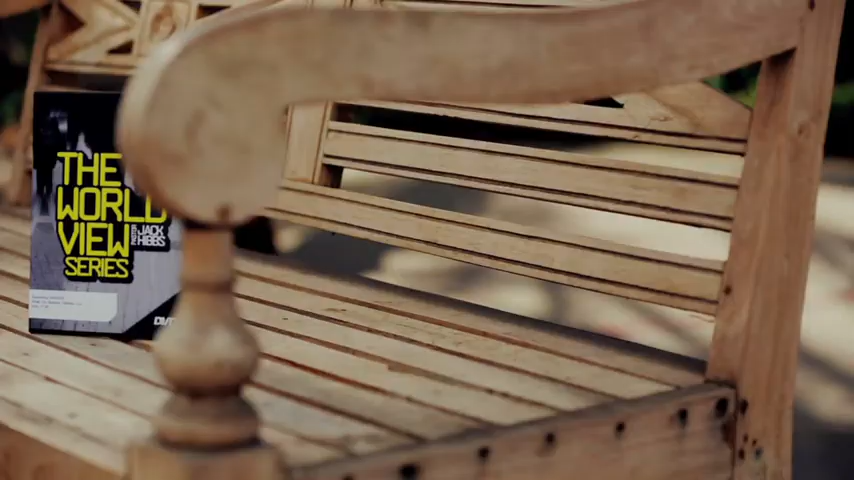 THE
WORLD
VIEW
SERIES
PASTOR
JACK
HIBBS